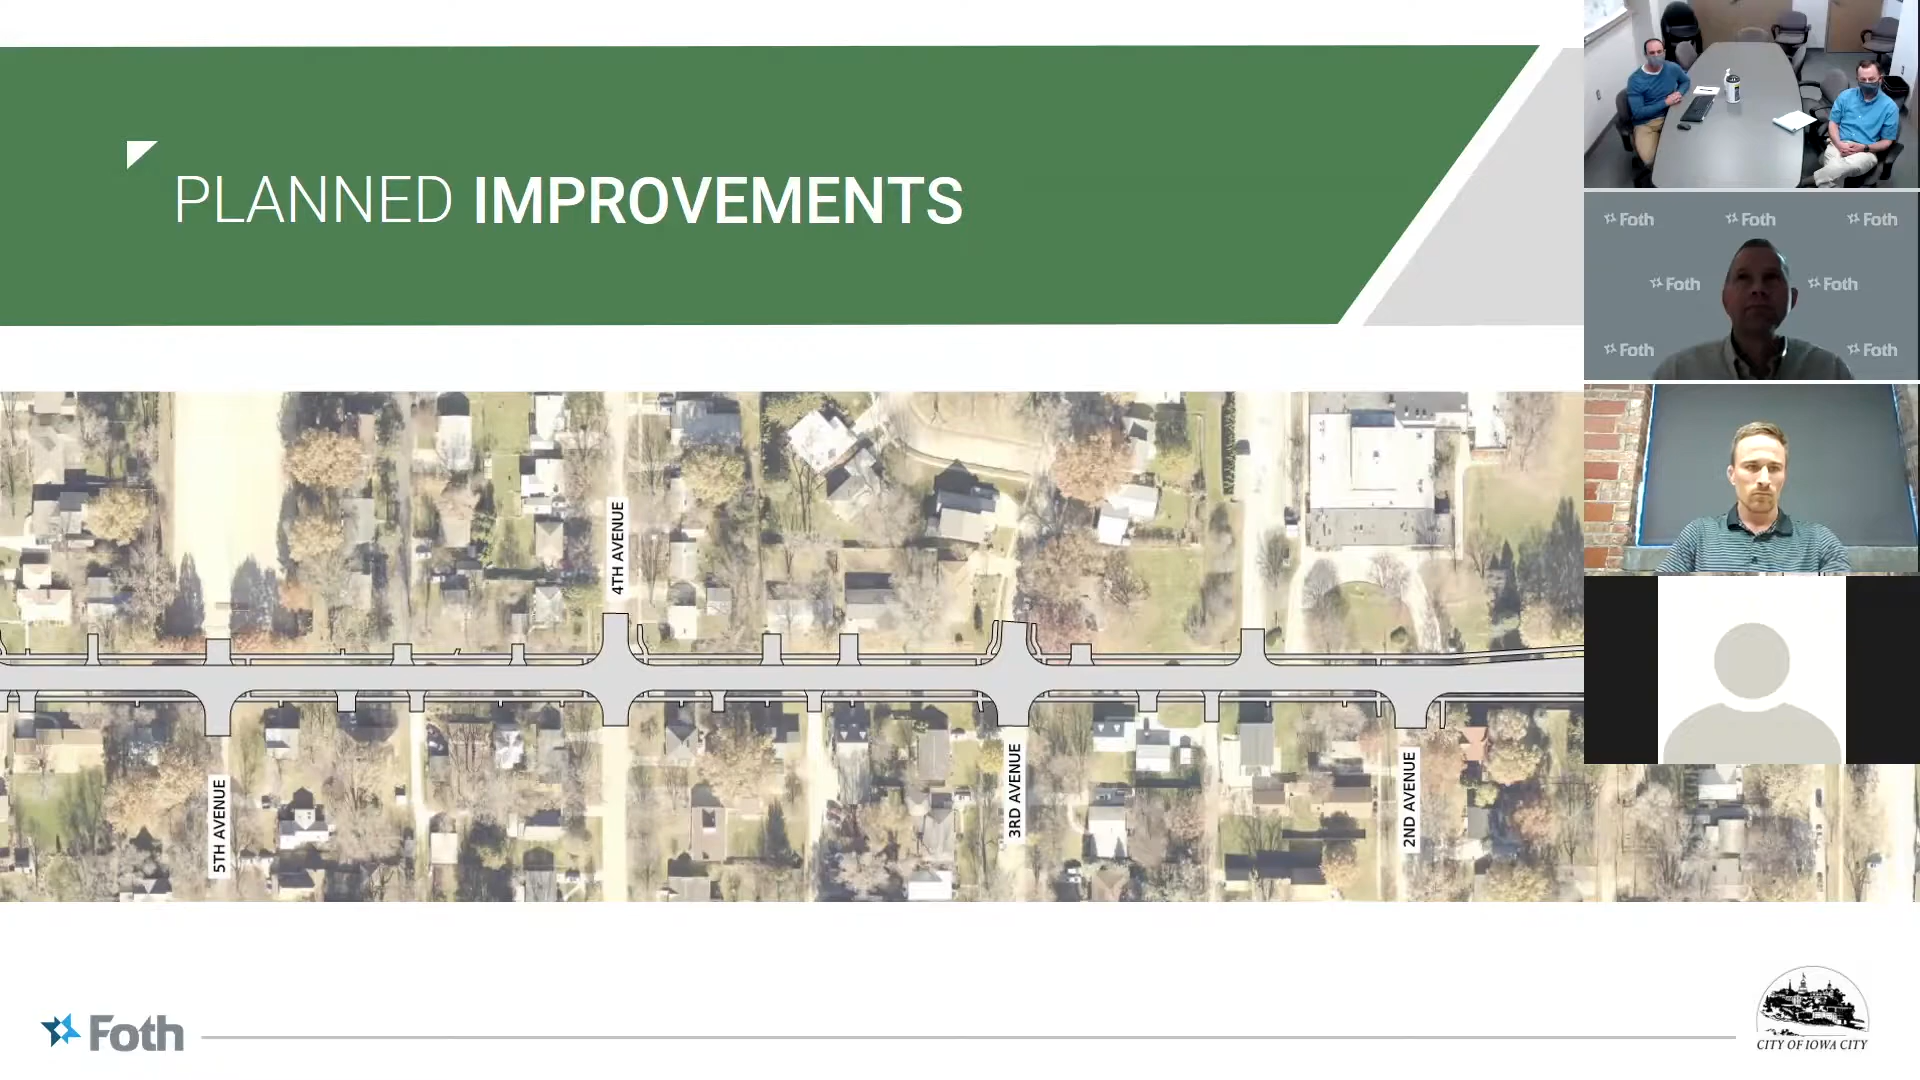 PLANNED IMPROVEMENTS
Foth Foth Foth
Foth Foth
Foth Foth
4TH AVENUE
5TH AVENUE
3RD AVENUE
2ND AVENUE
Foth
CITY OF IOWA CITY